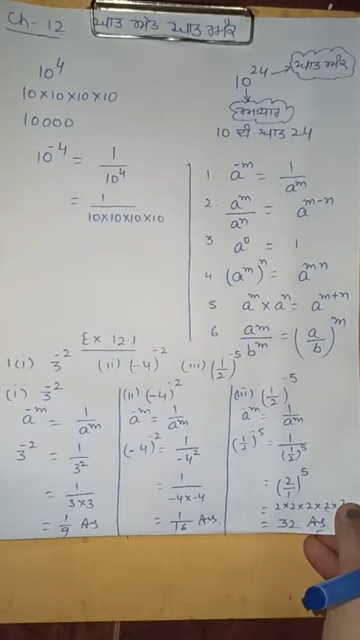 Ch- 12 ਘਾਤ ਅਤੇ ਘਾਤ ਅੰਕ
10⁴
10×10×10×10
10000
10⁻⁴ = 1/10⁴
= 1/10×10×10×10
10²⁴ → ਘਾਤ ਅੰਕ
ਆਧਾਰ
10 ਦੀ ਘਾਤ 24
1. a⁻ᵐ = 1/aᵐ
2. aᵐ/aⁿ = aᵐ⁻ⁿ
3 a⁰ = 1
4 (aᵐ)ⁿ = aᵐⁿ
5. aᵐ × aⁿ = aᵐ⁺ⁿ
6 aᵐ/bᵐ = (a/b)ᵐ
Ex 12.1
1(i) 3⁻² (ii) (-4)⁻² (iii) (1/2)⁻⁵
(i) 3⁻²
a⁻ᵐ = 1/aᵐ
3⁻² = 1/3²
= 1/3×3
= 1/9 As
(ii) (-4)⁻²
a⁻ᵐ = 1/aᵐ
(-4)⁻² = 1/-4²
= 1/-4×-4
= 1/16 As.
(iii) (1/2)⁻⁵
a⁻ᵐ = 1/aᵐ
(1/2)⁻⁵ = 1/(1/2)⁵
= (2/1)⁵
= 2×2×2×2×2
= 32 As